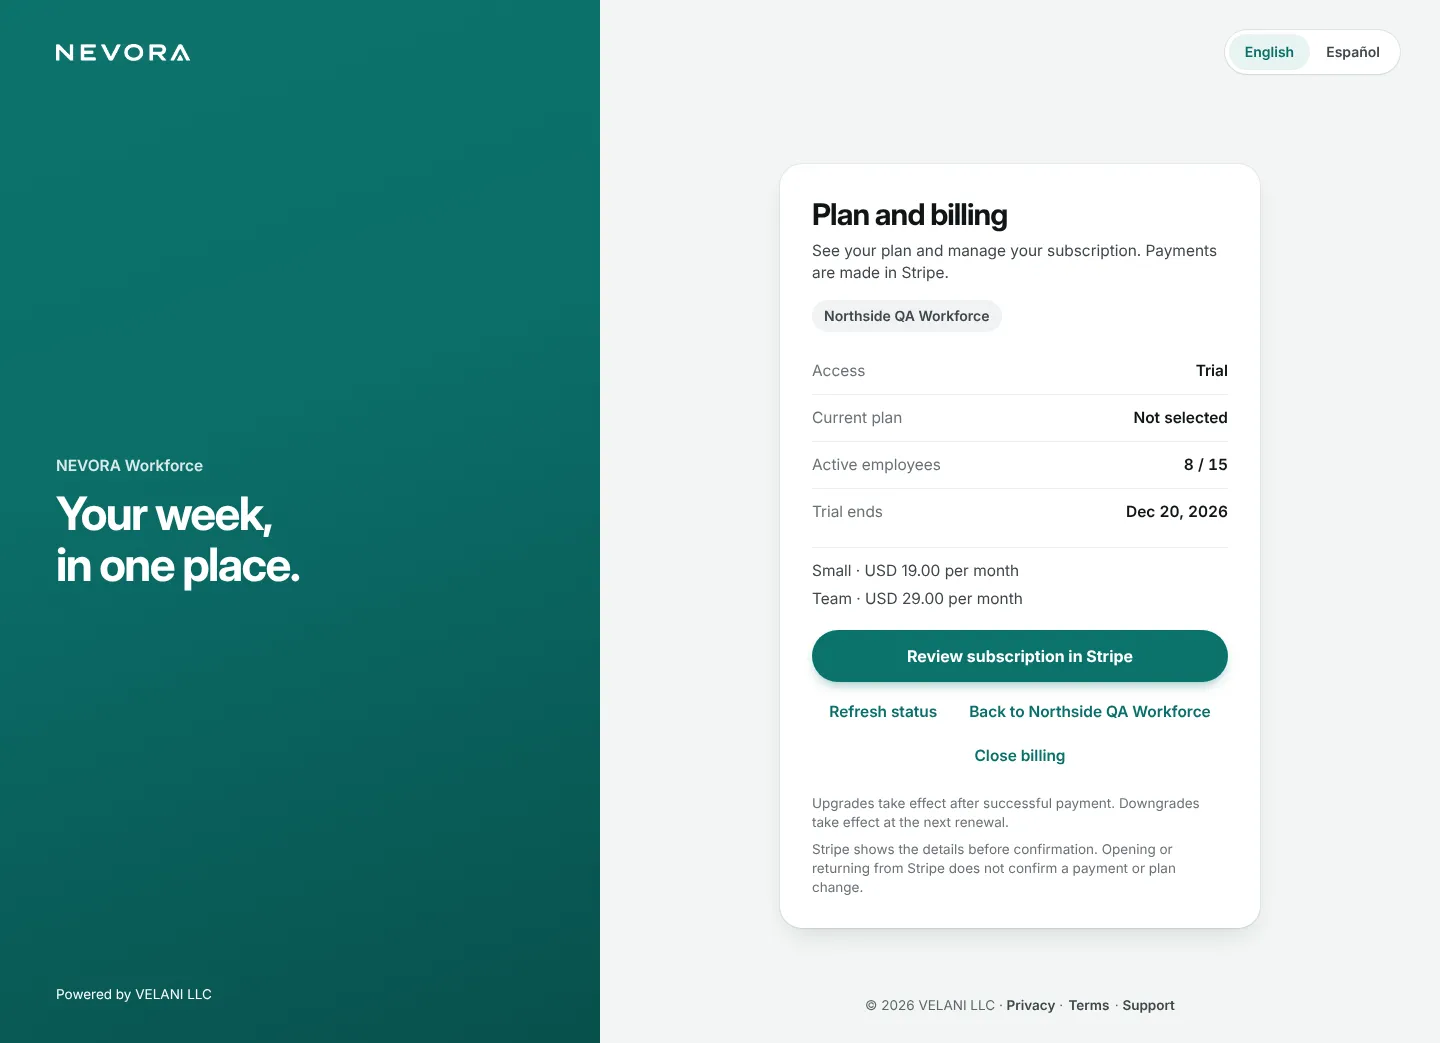 NEVORA
English Español
Plan and billing
See your plan and manage your subscription. Payments
are made in Stripe.
Northside QA Workforce
Access Trial
Current plan Not selected
Active employees 8 / 15
Trial ends Dec 20, 2026
NEVORA Workforce
Your week,
in one place.
Small · USD 19.00 per month
Team · USD 29.00 per month
Review subscription in Stripe
Refresh status Back to Northside QA Workforce
Close billing
Upgrades take effect after successful payment. Downgrades
take effect at the next renewal.
Stripe shows the details before confirmation. Opening or
returning from Stripe does not confirm a payment or plan
change.
Powered by VELANI LLC
© 2026 VELANI LLC · Privacy · Terms · Support